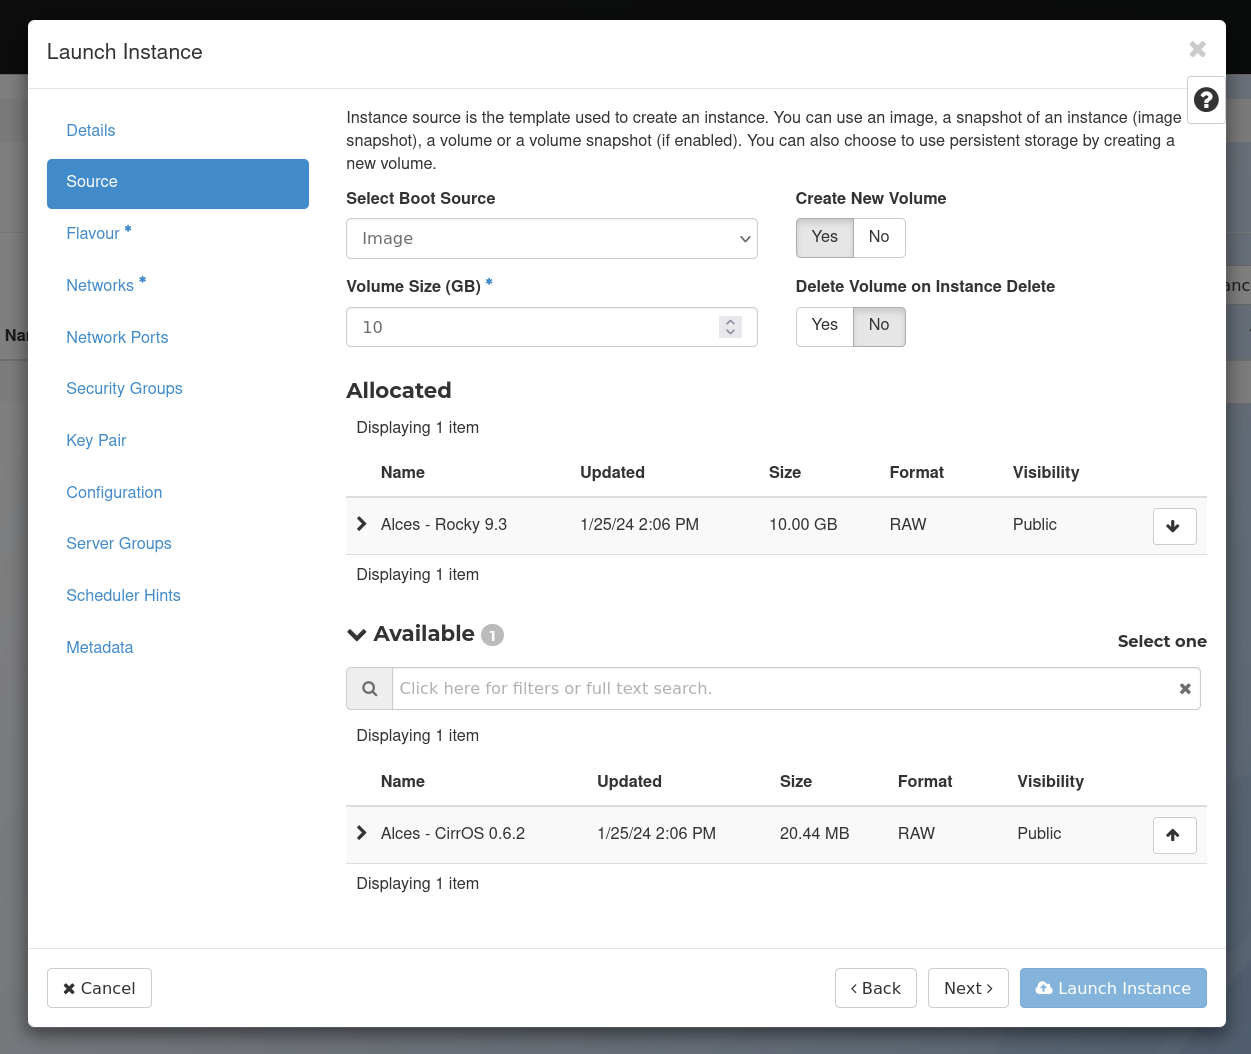 Launch Instance
Details
Source
Flavour *
Networks *
Network Ports
Security Groups
Key Pair
Configuration
Server Groups
Scheduler Hints
Metadata
Instance source is the template used to create an instance. You can use an image, a snapshot of an instance (image
snapshot), a volume or a volume snapshot (if enabled). You can also choose to use persistent storage by creating a
new volume.
Select Boot Source
Image
Create New Volume
Yes No
Volume Size (GB) *
10
Delete Volume on Instance Delete
Yes No
Allocated
Displaying 1 item
Name Updated Size Format Visibility
Alces - Rocky 9.3 1/25/24 2:06 PM 10.00 GB RAW Public
Displaying 1 item
Available 1
Select one
Click here for filters or full text search.
Displaying 1 item
Name Updated Size Format Visibility
Alces - CirrOS 0.6.2 1/25/24 2:06 PM 20.44 MB RAW Public
Displaying 1 item
Cancel
‹ Back
Next ›
Launch Instance